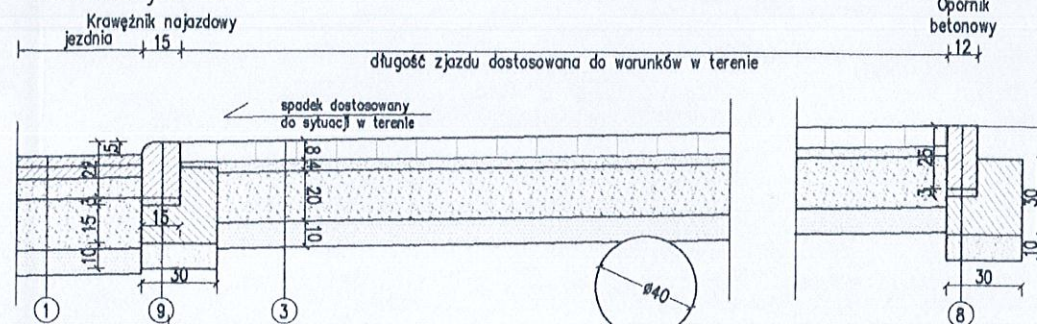 Krawężnik najazdowy
jezdnia
15
Opornik
betonowy
12
długość zjazdu dostosowana do warunków w terenie
spadek dostosowany
do sytuacji w terenie
5
22
3
15
10
15
30
8
4
20
10
ø40
25
3
30
10
30
1
9
3
8